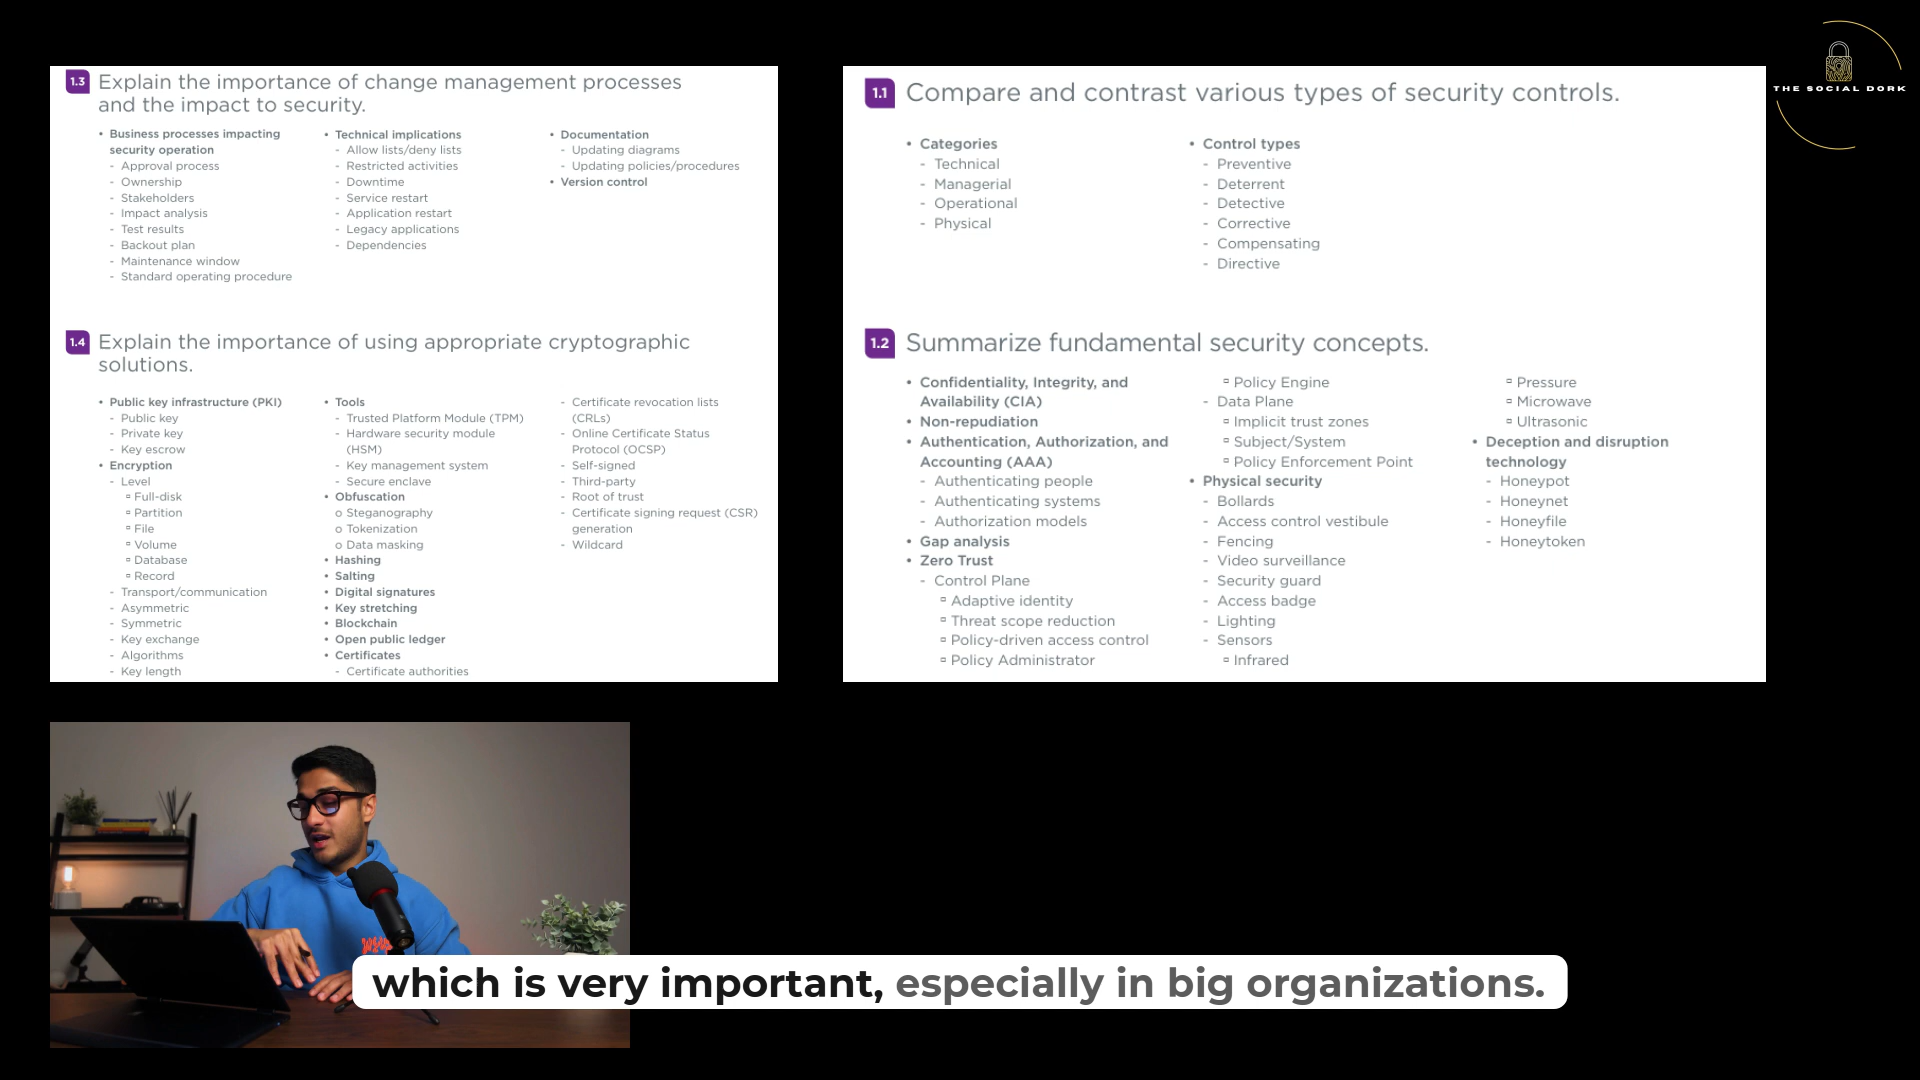 1.3 Explain the importance of change management processes
and the impact to security.
• Business processes impacting
security operation
- Approval process
- Ownership
- Stakeholders
- Impact analysis
- Test results
- Backout plan
- Maintenance window
- Standard operating procedure
• Technical implications
- Allow lists/deny lists
- Restricted activities
- Downtime
- Service restart
- Application restart
- Legacy applications
- Dependencies
• Documentation
- Updating diagrams
- Updating policies/procedures
• Version control
1.4 Explain the importance of using appropriate cryptographic
solutions.
• Public key infrastructure (PKI)
- Public key
- Private key
- Key escrow
• Encryption
- Level
▫ Full-disk
▫ Partition
▫ File
▫ Volume
▫ Database
▫ Record
- Transport/communication
- Asymmetric
- Symmetric
- Key exchange
- Algorithms
- Key length
• Tools
- Trusted Platform Module (TPM)
- Hardware security module
(HSM)
- Key management system
- Secure enclave
• Obfuscation
o Steganography
o Tokenization
o Data masking
• Hashing
• Salting
• Digital signatures
• Key stretching
• Blockchain
• Open public ledger
• Certificates
- Certificate authorities
- Certificate revocation lists
(CRLs)
- Online Certificate Status
Protocol (OCSP)
- Self-signed
- Third-party
- Root of trust
- Certificate signing request (CSR)
generation
- Wildcard
1.1 Compare and contrast various types of security controls.
• Categories
- Technical
- Managerial
- Operational
- Physical
• Control types
- Preventive
- Deterrent
- Detective
- Corrective
- Compensating
- Directive
1.2 Summarize fundamental security concepts.
• Confidentiality, Integrity, and
Availability (CIA)
• Non-repudiation
• Authentication, Authorization, and
Accounting (AAA)
- Authenticating people
- Authenticating systems
- Authorization models
• Gap analysis
• Zero Trust
- Control Plane
▫ Adaptive identity
▫ Threat scope reduction
▫ Policy-driven access control
▫ Policy Administrator
▫ Policy Engine
- Data Plane
▫ Implicit trust zones
▫ Subject/System
▫ Policy Enforcement Point
• Physical security
- Bollards
- Access control vestibule
- Fencing
- Video surveillance
- Security guard
- Access badge
- Lighting
- Sensors
▫ Infrared
▫ Pressure
▫ Microwave
▫ Ultrasonic
• Deception and disruption
technology
- Honeypot
- Honeynet
- Honeyfile
- Honeytoken
THE SOCIAL DORK
which is very important, especially in big organizations.